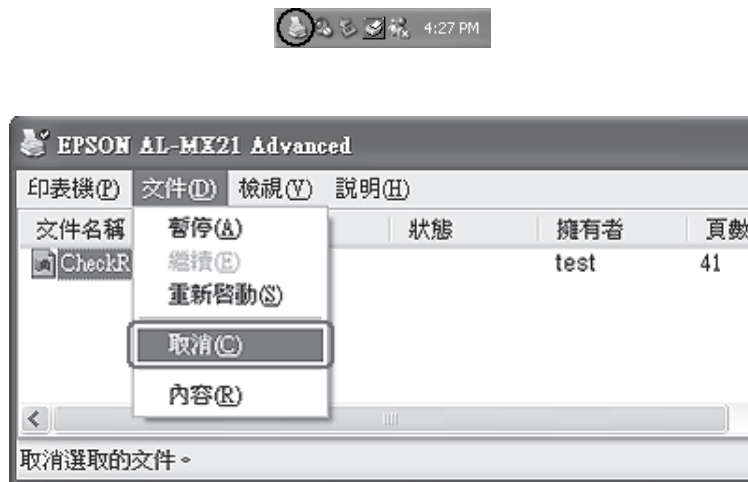 4:27 PM
EPSON AL-MX21 Advanced
印表機(P) 文件(D) 檢視(V) 說明(H)
文件名稱 狀態 擁有者 頁數
CheckR test 41
暫停(A)
繼續(E)
重新啓動(S)
取消(C)
內容(R)
取消選取的文件。